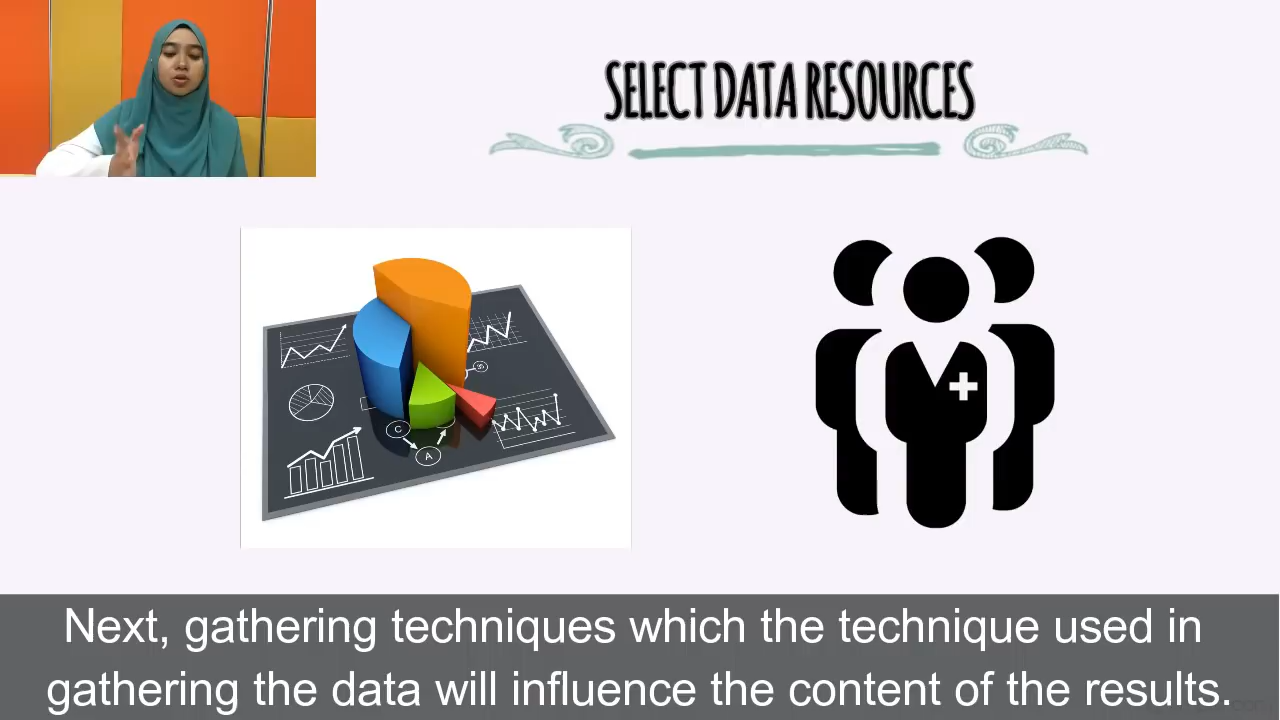 SELECT DATA RESOURCES
C
A
Next, gathering techniques which the technique used in
gathering the data will influence the content of the results.